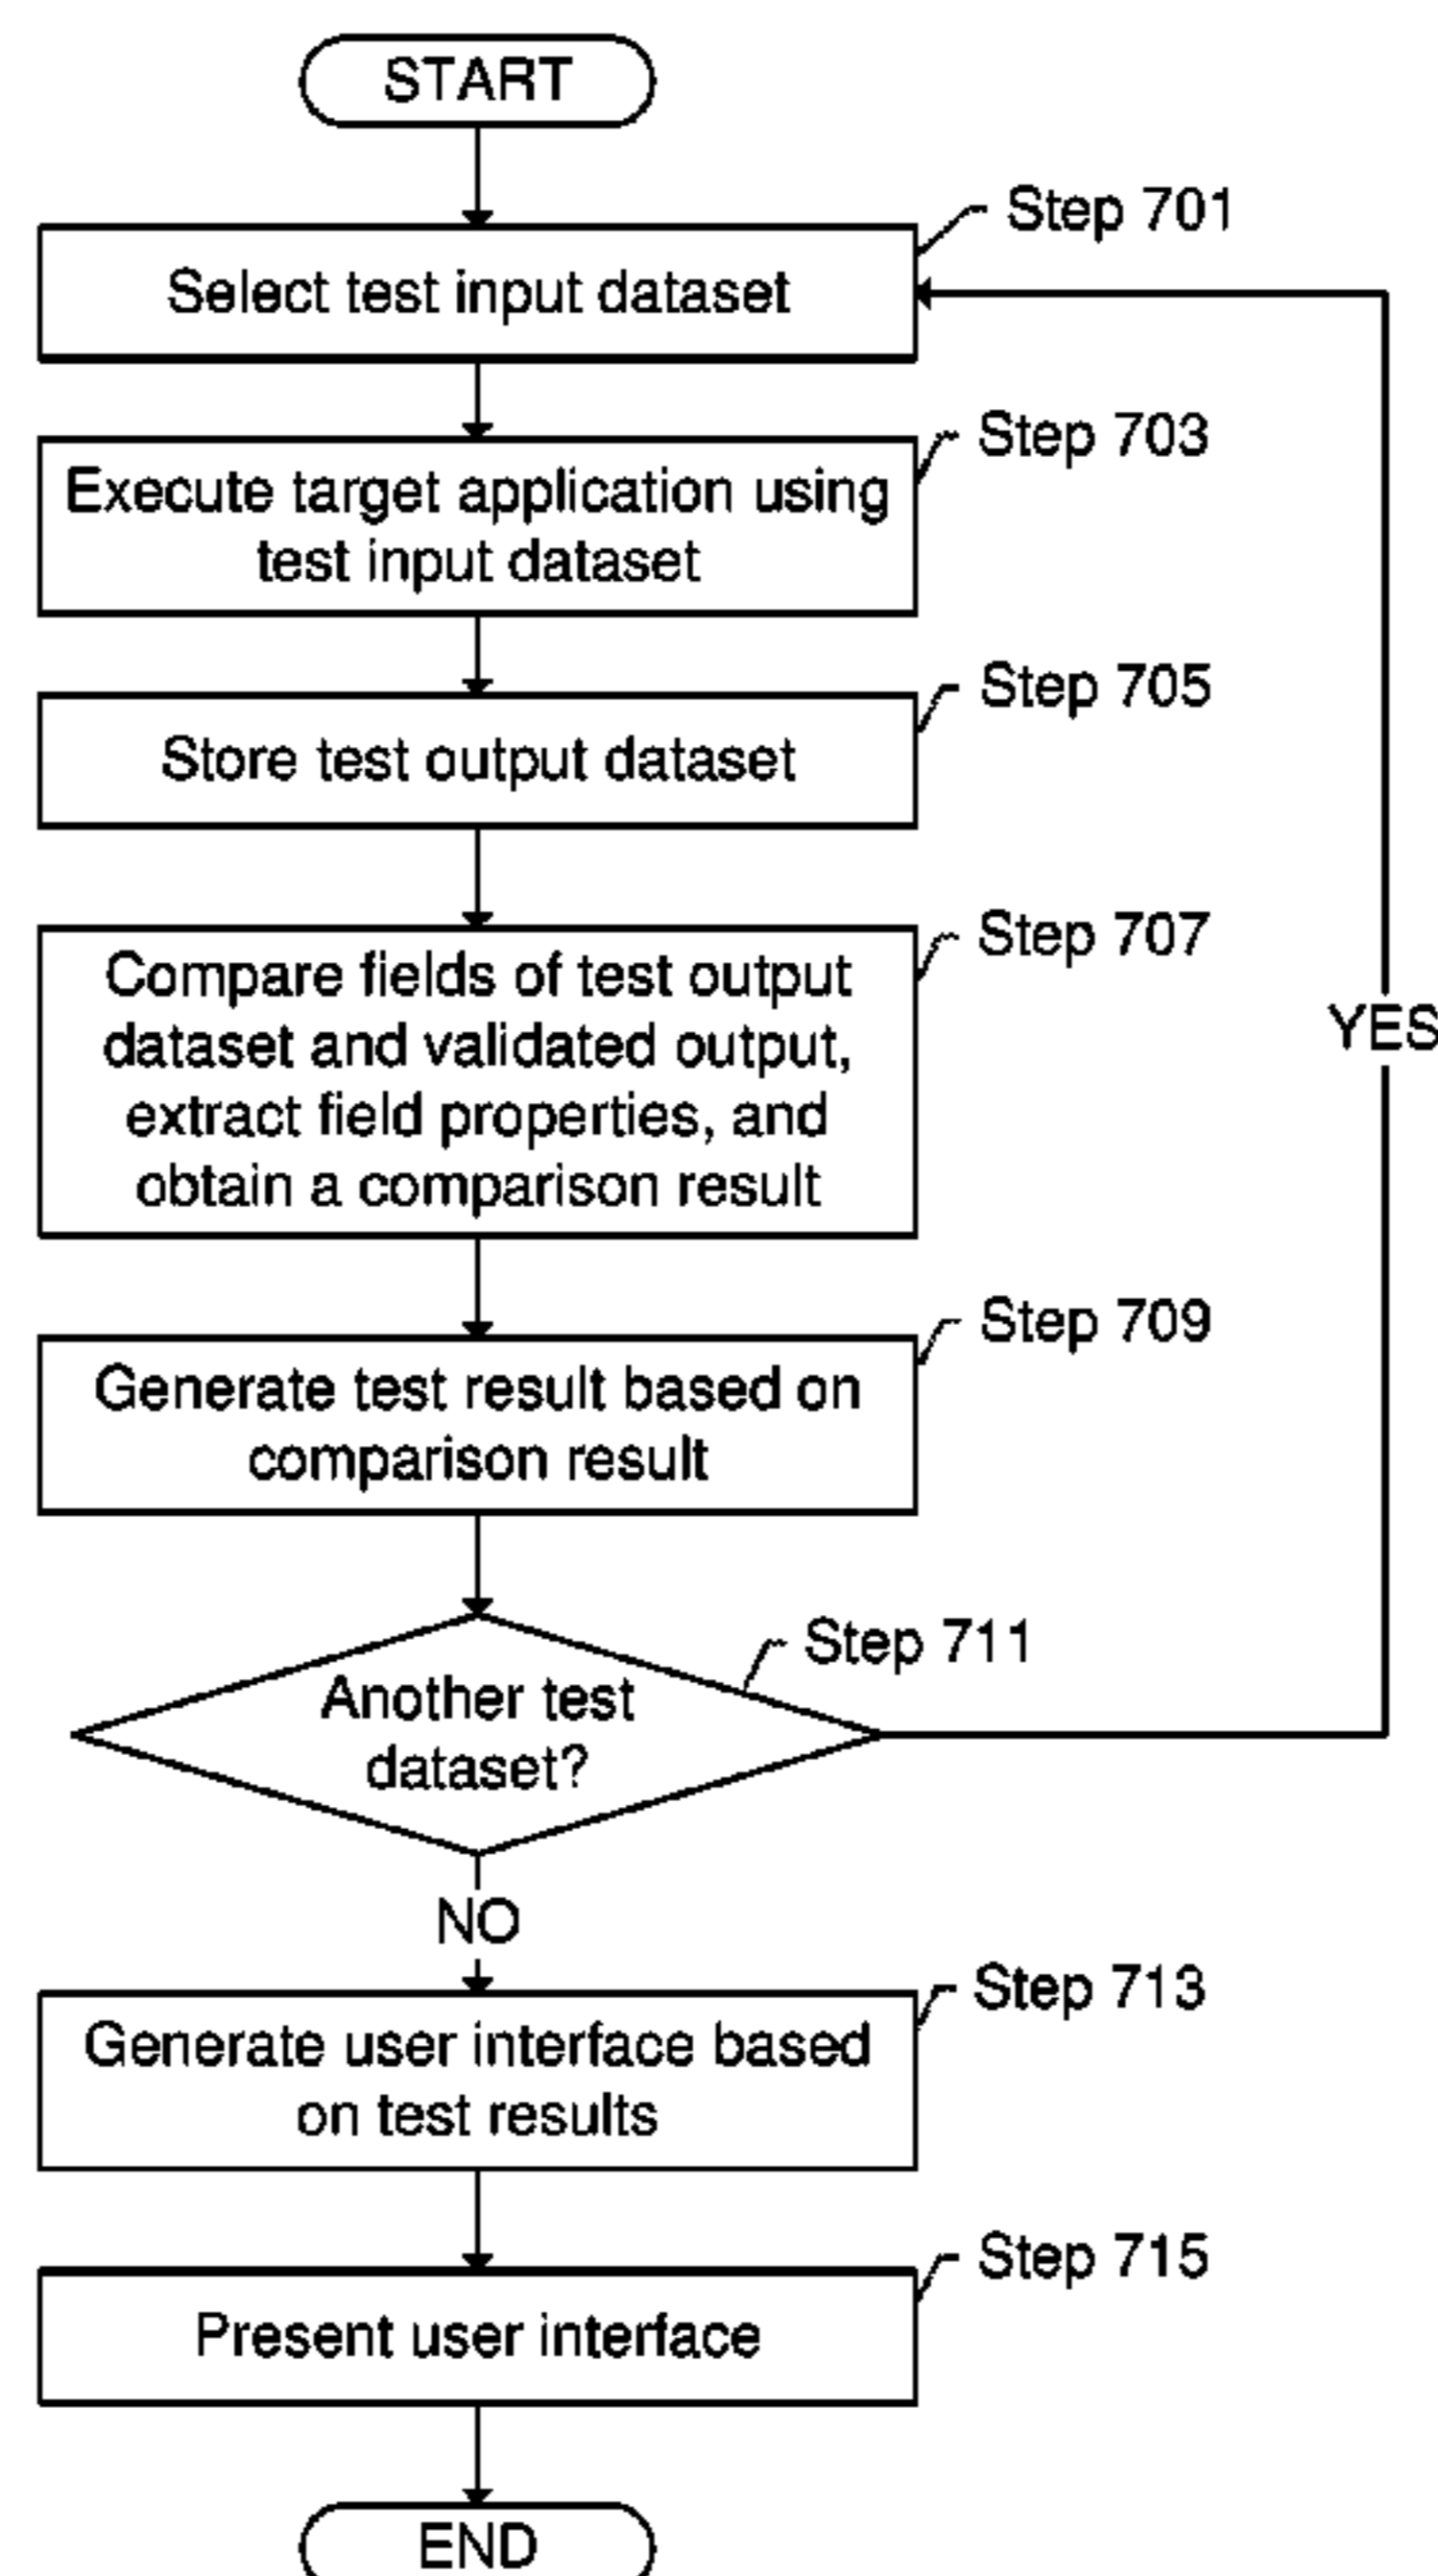 START
Step 701
Select test input dataset
Step 703
Execute target application using
test input dataset
Step 705
Store test output dataset
Step 707
Compare fields of test output
dataset and validated output,
extract field properties, and
obtain a comparison result
YES
Step 709
Generate test result based on
comparison result
Step 711
Another test
dataset?
NO
Step 713
Generate user interface based
on test results
Step 715
Present user interface
END